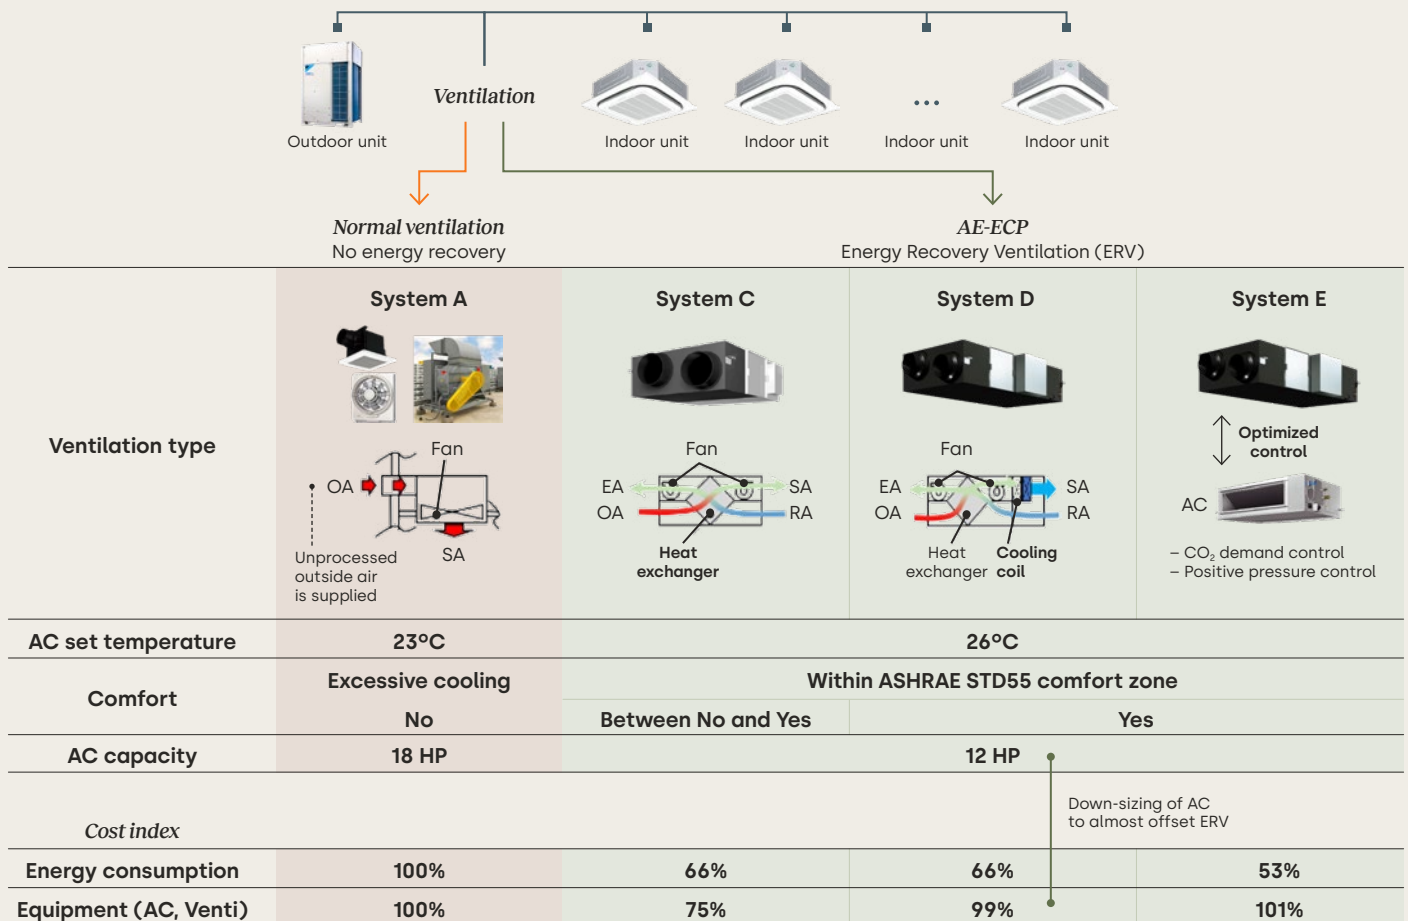 Ventilation
Outdoor unit
Indoor unit
Indoor unit
...
Indoor unit
Indoor unit
Normal ventilation
No energy recovery
AE-ECP
Energy Recovery Ventilation (ERV)
System A
System C
System D
System E
Ventilation type
Fan
OA
SA
Unprocessed
outside air
is supplied
Fan
EA
SA
OA
RA
Heat
exchanger
Fan
EA
SA
OA
RA
Heat
exchanger
Cooling
coil
Optimized
control
AC
– CO₂ demand control
– Positive pressure control
AC set temperature
23°C
26°C
Comfort
Excessive cooling
Within ASHRAE STD55 comfort zone
No
Between No and Yes
Yes
AC capacity
18 HP
12 HP
Down-sizing of AC
to almost offset ERV
Cost index
Energy consumption
100%
66%
66%
53%
Equipment (AC, Venti)
100%
75%
99%
101%